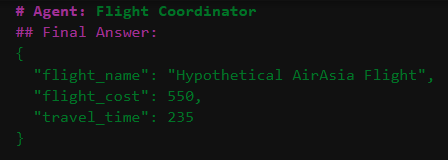 # Agent: Flight Coordinator
## Final Answer:
{
  "flight_name": "Hypothetical AirAsia Flight",
  "flight_cost": 550,
  "travel_time": 235
}